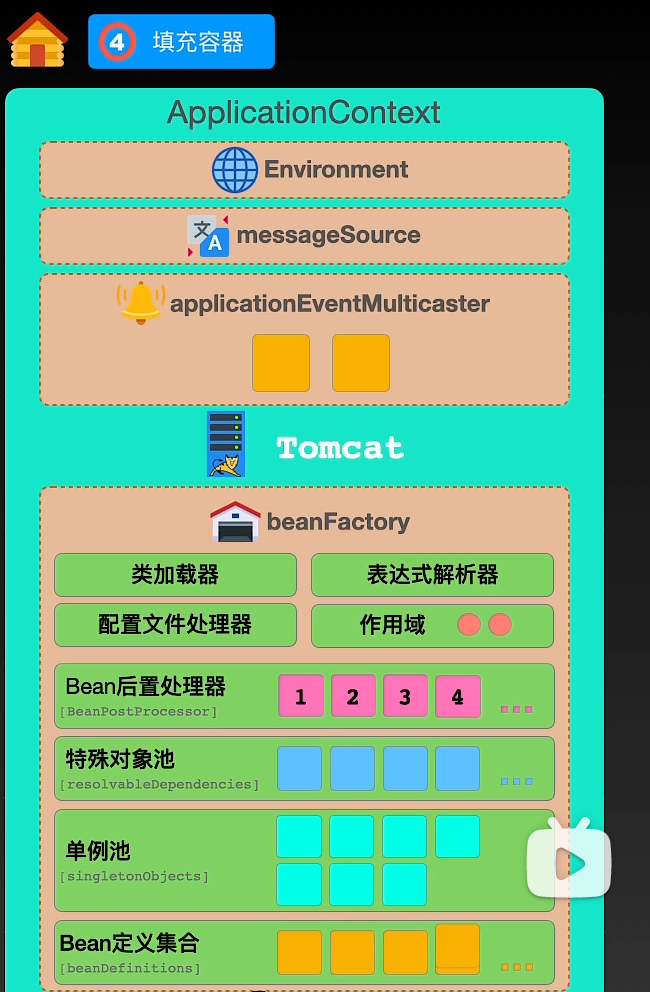 4 填充容器
ApplicationContext
Environment
文 A messageSource
applicationEventMulticaster
Tomcat
beanFactory
类加载器 表达式解析器
配置文件处理器 作用域
Bean后置处理器 1 2 3 4
[BeanPostProcessor]
特殊对象池
[resolvableDependencies]
单例池
[singletonObjects]
Bean定义集合
[beanDefinitions]